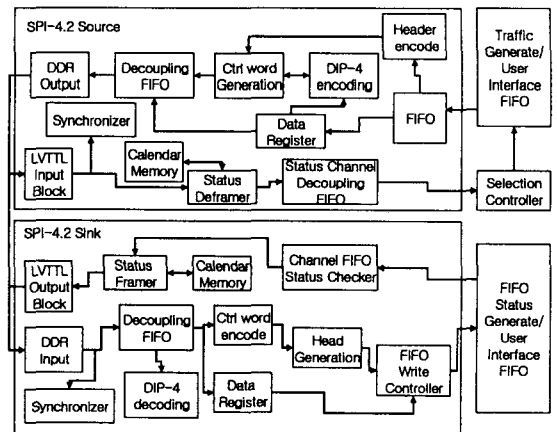 SPI-4.2 Source
Header
encode
Traffic
Generate/
User
Interface
FIFO
DDR
Output
Decoupling
FIFO
Ctrl word
Generation
DIP-4
encoding
Synchronizer
Data
Register
FIFO
LVTTL
Input
Block
Calendar
Memory
Status
Deframer
Status Channel
Decoupling
FIFO
Selection
Controller
SPI-4.2 Sink
LVTTL
Output
Block
Status
Framer
Calendar
Memory
Channel FIFO
Status Checker
FIFO
Status
Generate/
User
Interface
FIFO
DDR
Input
Decoupling
FIFO
Ctrl word
encode
Head
Generation
FIFO
Write
Controller
Synchronizer
DIP-4
decoding
Data
Register